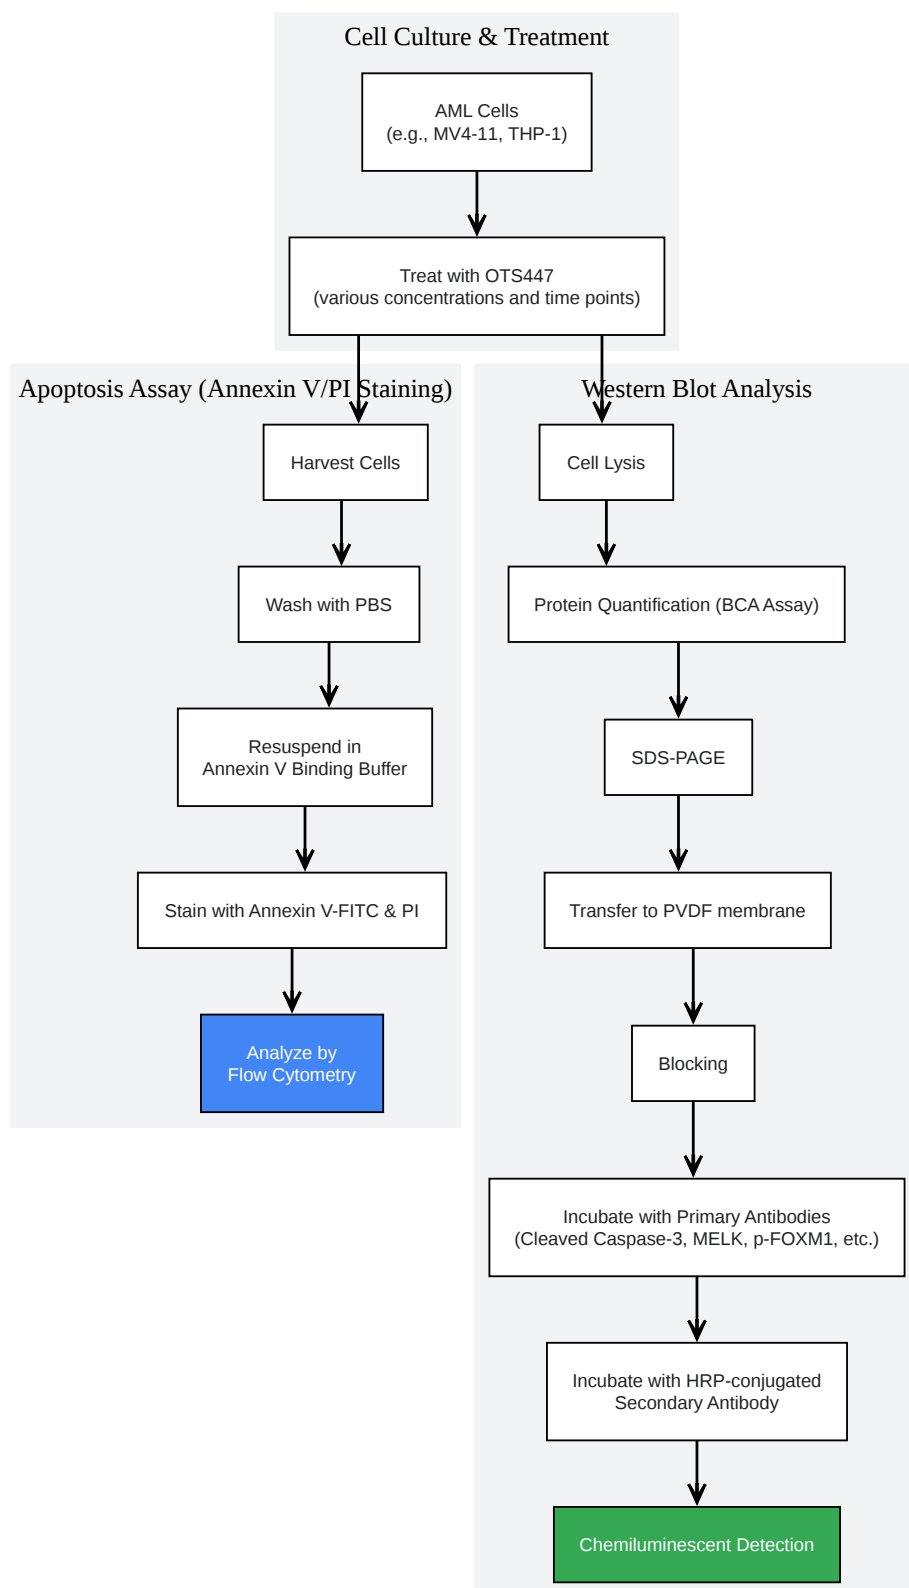 Cell Culture & Treatment
AML Cells
(e.g., MV4-11, THP-1)
Treat with OTS447
(various concentrations and time points)
Apoptosis Assay (Annexin V/PI Staining)
Harvest Cells
Wash with PBS
Resuspend in
Annexin V Binding Buffer
Stain with Annexin V-FITC & PI
Analyze by
Flow Cytometry
Western Blot Analysis
Cell Lysis
Protein Quantification (BCA Assay)
SDS-PAGE
Transfer to PVDF membrane
Blocking
Incubate with Primary Antibodies
(Cleaved Caspase-3, MELK, p-FOXM1, etc.)
Incubate with HRP-conjugated
Secondary Antibody
Chemiluminescent Detection